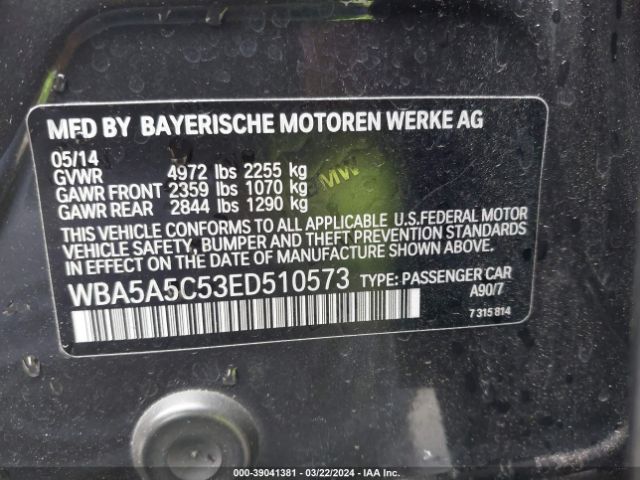 MFD BY BAYERISCHE MOTOREN WERKE AG
05/14
GVWR 4972 lbs 2255 kg
GAWR FRONT 2359 lbs 1070 kg
GAWR REAR 2844 lbs 1290 kg
BMW
THIS VEHICLE CONFORMS TO ALL APPLICABLE U.S.FEDERAL MOTOR
VEHICLE SAFETY, BUMPER AND THEFT PREVENTION STANDARDS
IN EFFECT ON THE DATE OF MANUFACTURE SHOWN ABOVE.
WBA5A5C53ED510573 TYPE: PASSENGER CAR
A90/7
7 315 814
000-39041381 - 03/22/2024 - IAA Inc.